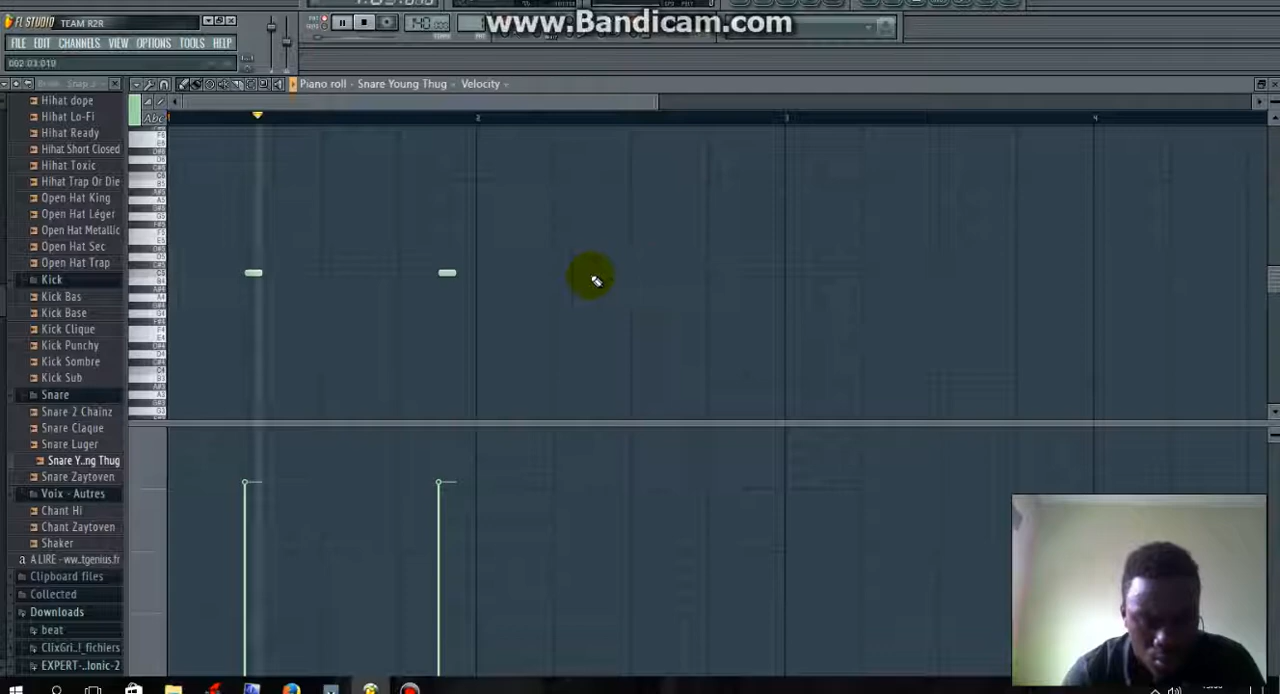 www.Bandicam.com
FL STUDIO TEAM R2R
FILE EDIT CHANNELS VIEW OPTIONS TOOLS HELP
Piano roll - Snare Young Thug - Velocity
Hihat dope
Hihat Lo-Fi
Hihat Ready
Hihat Short Closed
Hihat Toxic
Hihat Trap Or Die
Open Hat King
Open Hat Léger
Open Hat Metallic
Open Hat Sec
Open Hat Trap
Kick
Kick Bas
Kick Base
Kick Clique
Kick Punchy
Kick Sombre
Kick Sub
Snare
Snare 2 Chaînz
Snare Claque
Snare Luger
Snare Y..ng Thug
Snare Zaytoven
Voix - Autres
Chant Hi
Chant Zaytoven
Shaker
A LIRE - ww..tgenius.fr
Clipboard files
Collected
Downloads
beat
ClixGri..!_fichiers
EXPERT-..lonic-2
Abc
2
3
4